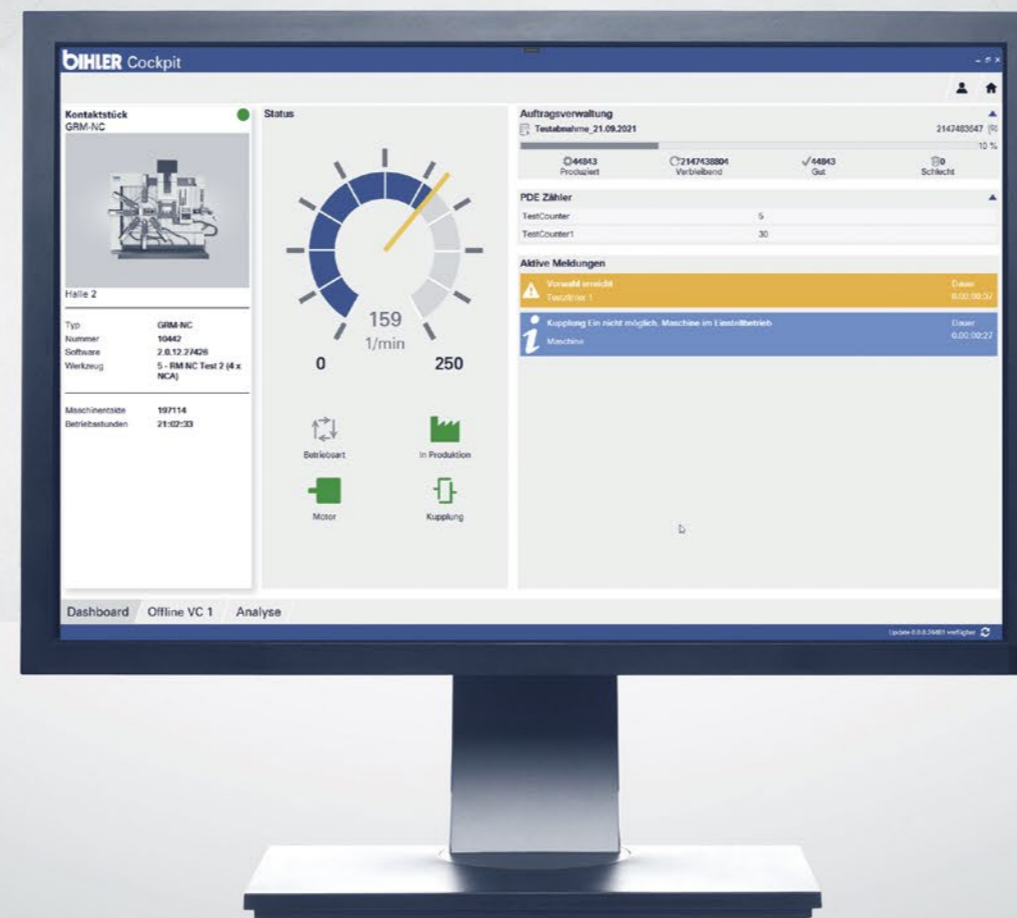 BIHLER Cockpit
Kontaktstück
GRM-NC
Halle 2
Typ GRM-NC
Nummer 10442
Software 2.0.12.27426
Werkzeug 5 - RM NC Test 2 (4 x
NCA)
Maschinentakte 197114
Betriebsstunden 21:02:33
Status
159
1/min
0 250
Betriebsart In Produktion
Motor Kupplung
Auftragsverwaltung
Testabnahme_21.09.2021 2147483647
10 %
44843 2147438804 44843 0
Produziert Verbleibend Gut Schlecht
PDE Zähler
TestCounter 5
TestCounter1 30
Aktive Meldungen
Vorwahl erreicht Dauer
0.00:00:37
Kupplung Ein nicht möglich, Maschine im Einstellbetrieb Dauer
Maschine 0.00:00:27
Dashboard Offline VC 1 Analyse
Update verfügbar